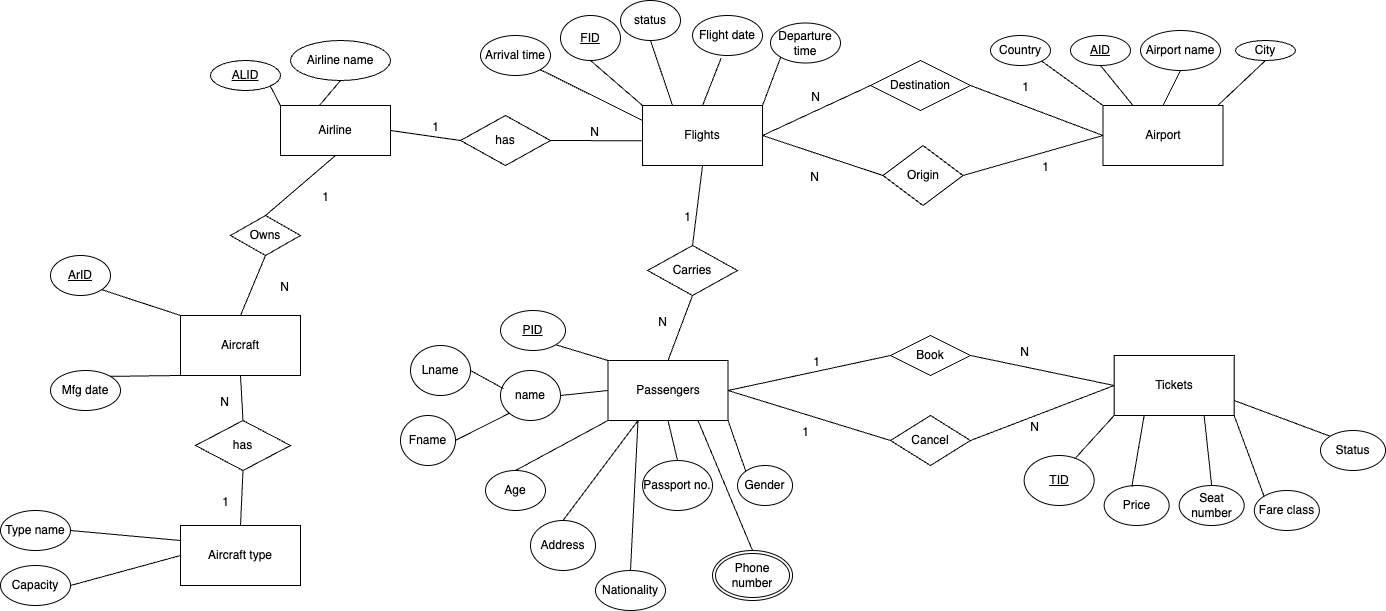 status
FID
Flight date
Departure
time
Arrival time
Airline name
ALID
Country
AID
Airport name
City
Destination
N
1
Airline
1
has
N
Flights
Airport
N
Origin
1
1
Owns
N
1
Carries
N
ArID
Aircraft
Mfg date
N
has
1
Type name
Capacity
Aircraft type
PID
Lname
name
Fname
Passengers
Age
Address
Nationality
Passport no.
Phone
number
Gender
1
Book
N
1
Cancel
N
Tickets
TID
Price
Seat
number
Fare class
Status